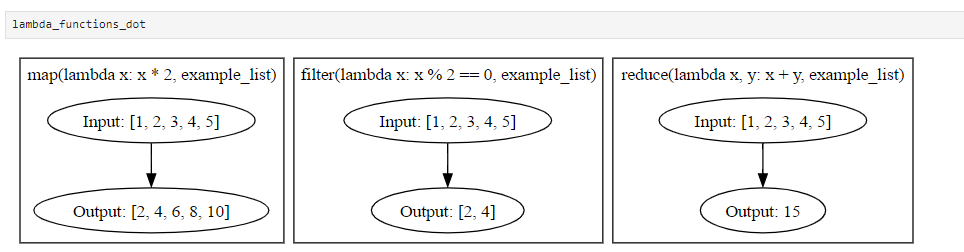 lambda_functions_dot
map(lambda x: x * 2, example_list)
Input: [1, 2, 3, 4, 5]
Output: [2, 4, 6, 8, 10]
filter(lambda x: x % 2 == 0, example_list)
Input: [1, 2, 3, 4, 5]
Output: [2, 4]
reduce(lambda x, y: x + y, example_list)
Input: [1, 2, 3, 4, 5]
Output: 15